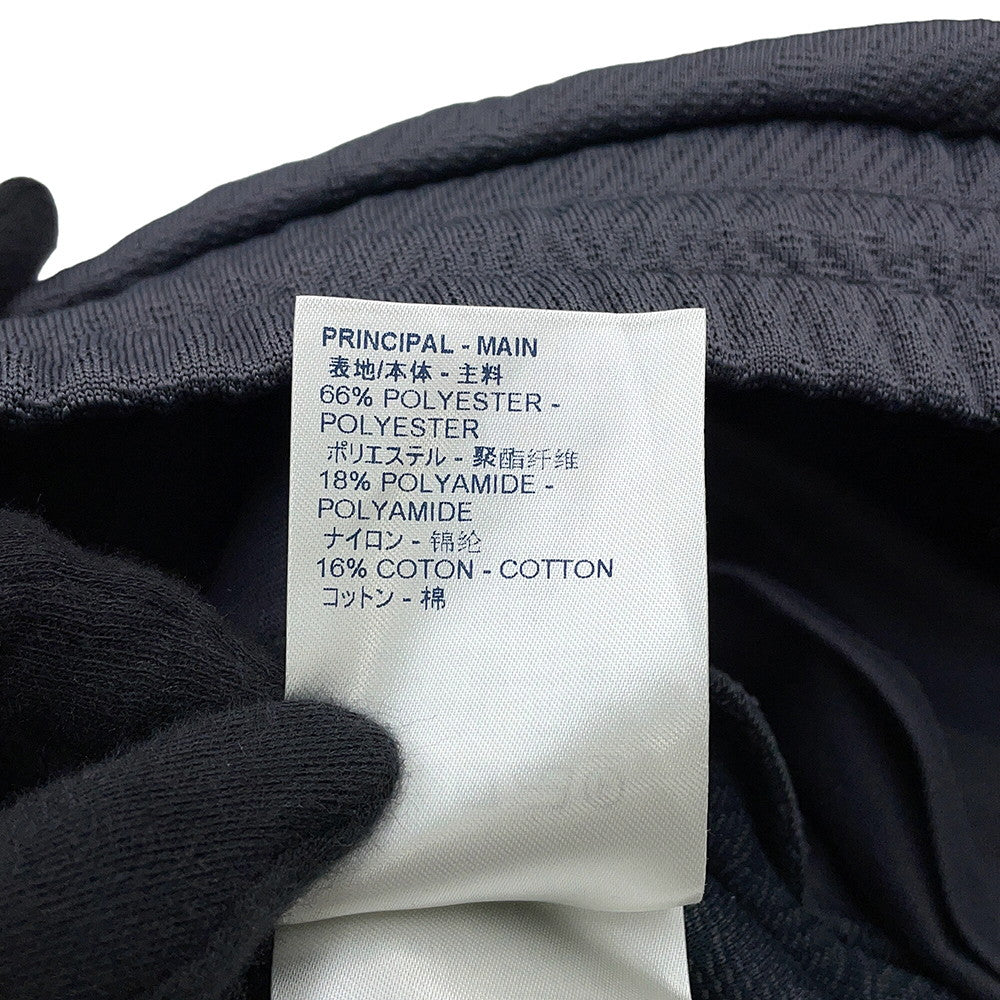 PRINCIPAL - MAIN
表地/本体 - 主料
66% POLYESTER -
POLYESTER
ポリエステル - 聚酯纤维
18% POLYAMIDE -
POLYAMIDE
ナイロン - 锦纶
16% COTON - COTTON
コットン - 棉